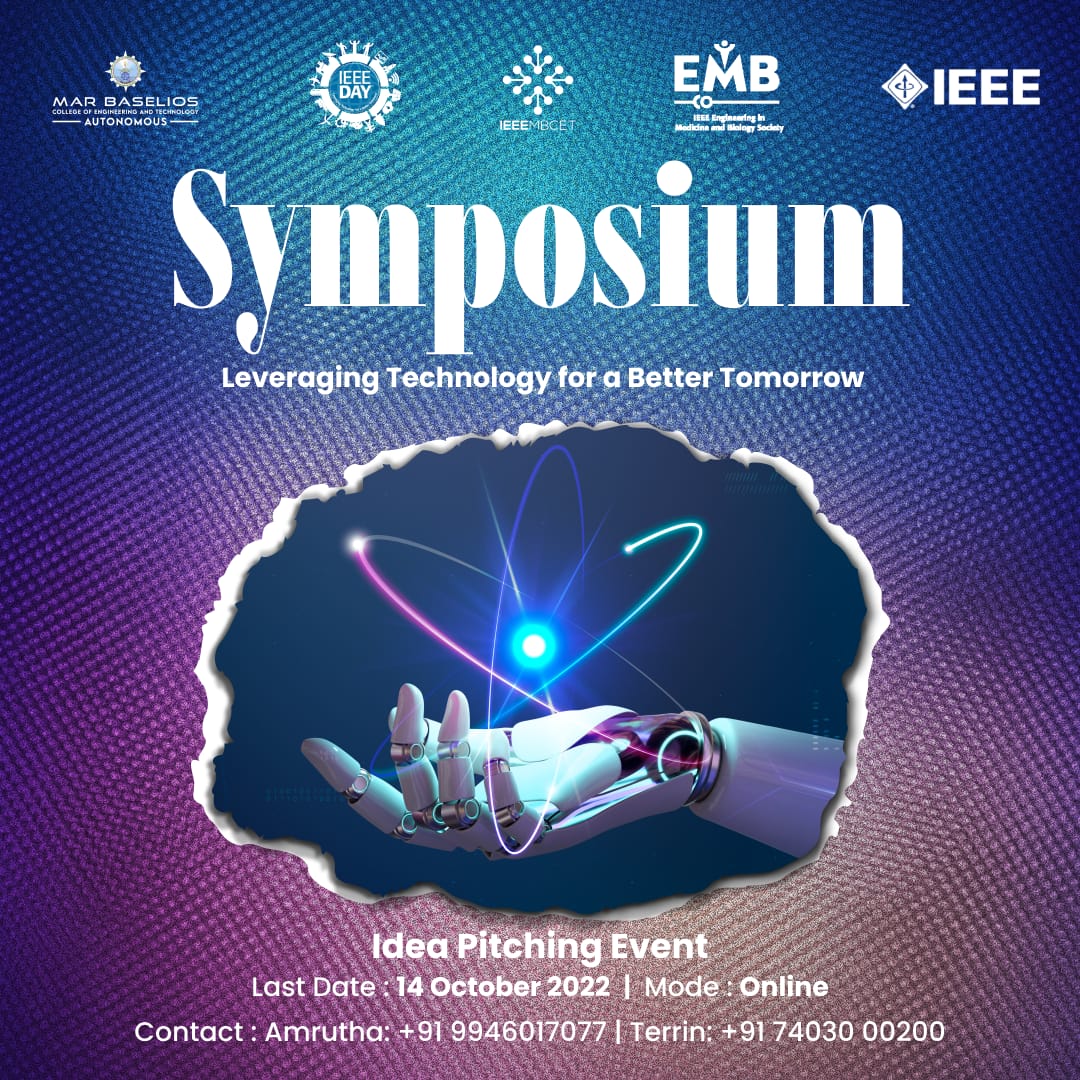 MAR BASELIOS
COLLEGE OF ENGINEERING AND TECHNOLOGY
AUTONOMOUS
IEEE
DAY
IEEEMBCET
EMB
IEEE Engineering in
Medicine and Biology Society
IEEE
Symposium
Leveraging Technology for a Better Tomorrow
Idea Pitching Event
Last Date : 14 October 2022 | Mode : Online
Contact : Amrutha: +91 9946017077 | Terrin: +91 74030 00200